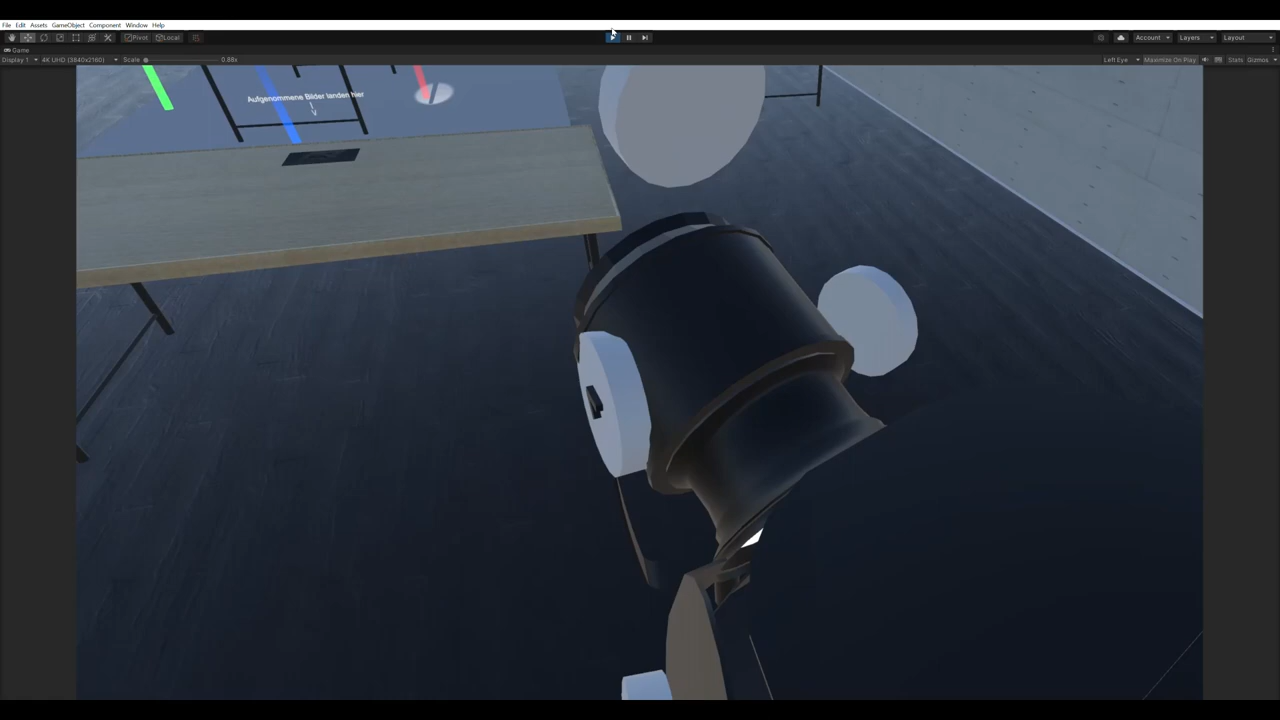 File Edit Assets GameObject Component Window Help
Pivot Local Account Layers Layout
Game
Display 1 4K UHD (3840x2160) Scale 0.88x Left Eye Maximize On Play Stats Gizmos
Aufgenommene Bilder landen hier